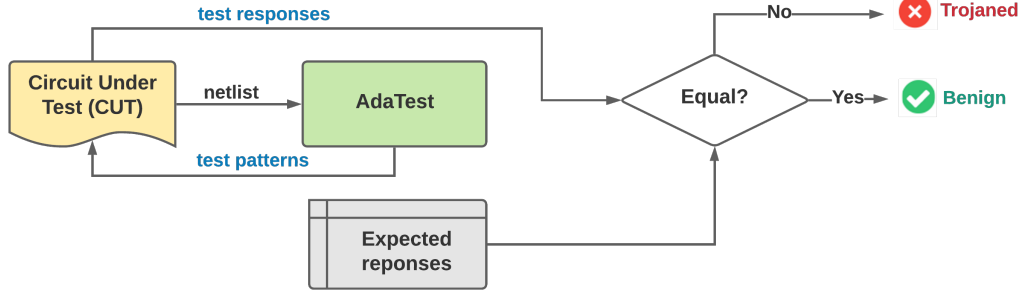 test responses
No
Trojaned
Circuit Under
Test (CUT)
netlist
AdaTest
Equal?
Yes
Benign
test patterns
Expected
reponses